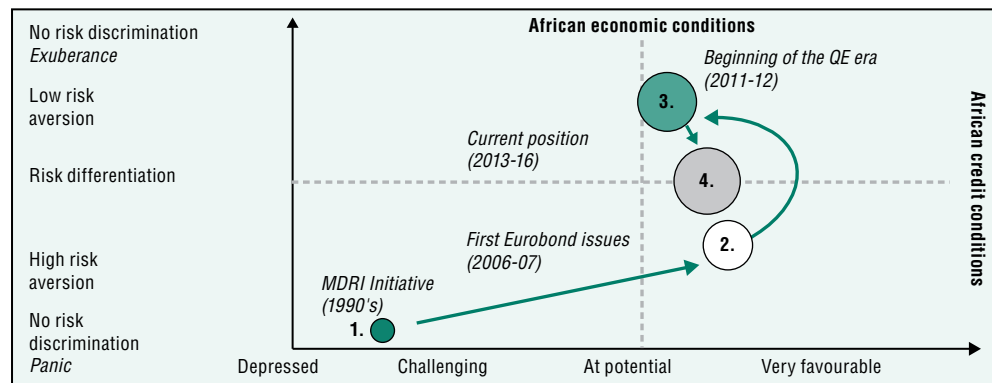 African economic conditions
No risk discrimination
Exuberance
Beginning of the QE era
(2011-12)
Low risk
aversion
3.
Current position
(2013-16)
Risk differentiation
4.
First Eurobond issues
(2006-07)
2.
High risk
aversion
MDRI Initiative
(1990's)
1.
No risk
discrimination
Panic
Depressed
Challenging
At potential
Very favourable
African credit conditions